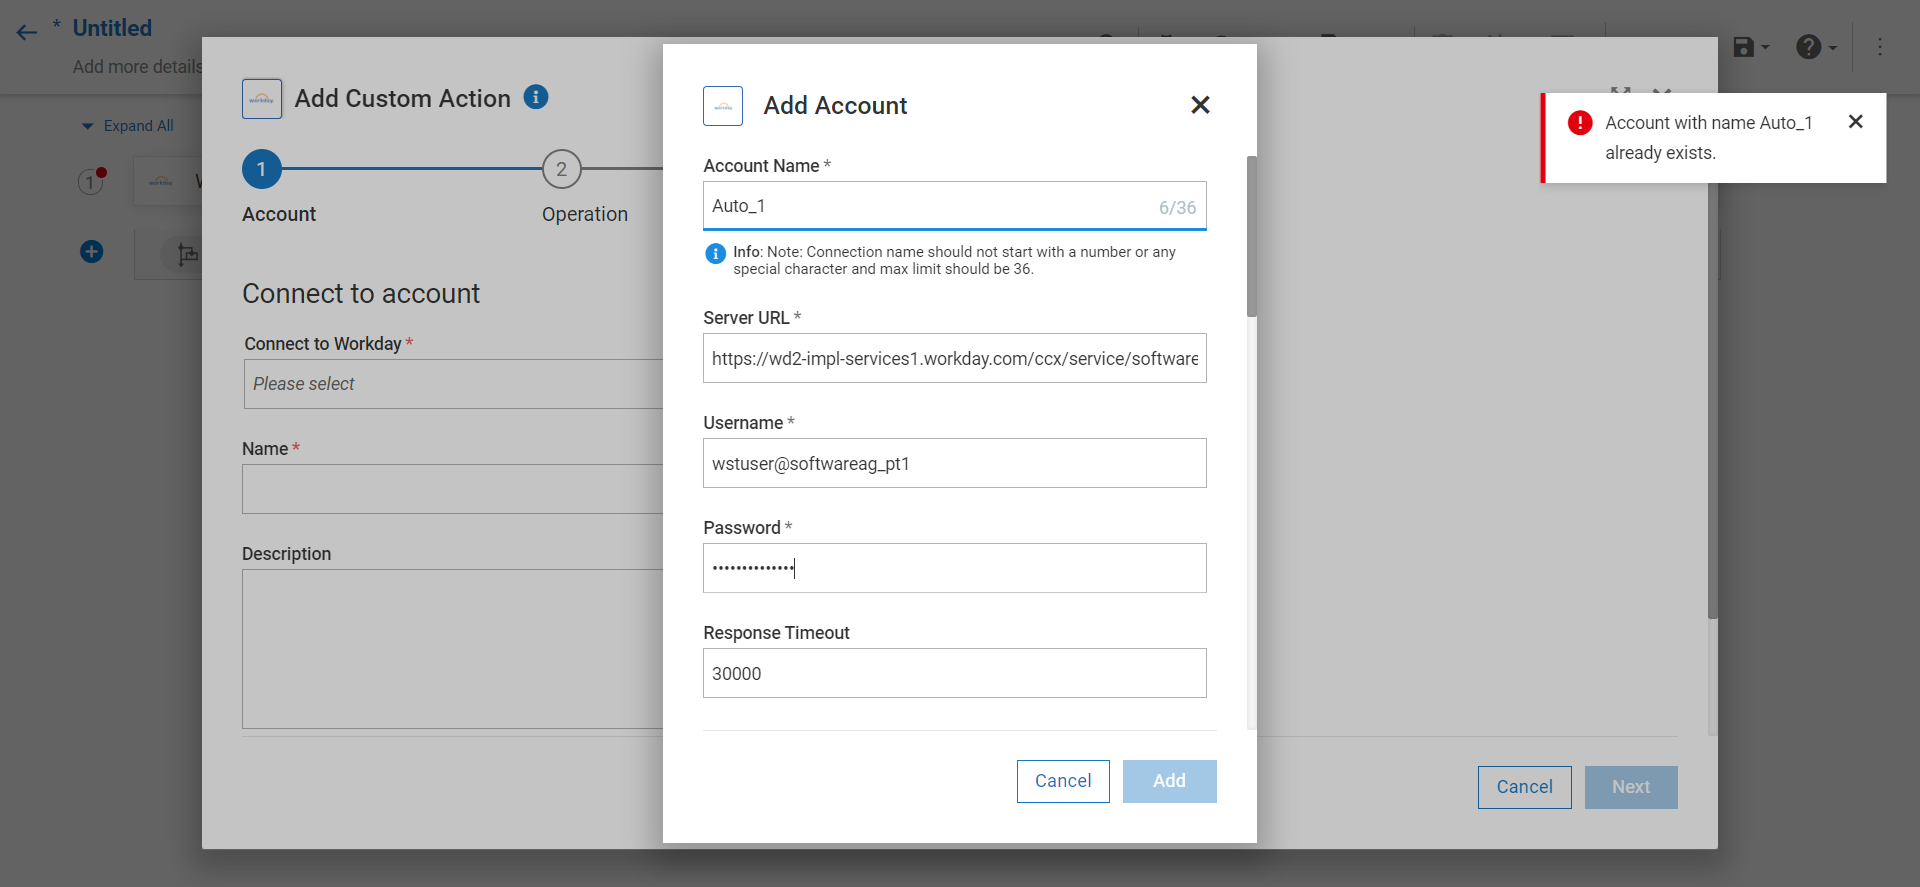 * Untitled
Add more details
Expand All
1
workday
Add Custom Action
1
2
Account
Operation
Connect to account
Connect to Workday *
Please select
Name *
Description
Cancel
Next
workday
Add Account
Account Name *
Auto_1
6/36
Info: Note: Connection name should not start with a number or any
special character and max limit should be 36.
Server URL *
https://wd2-impl-services1.workday.com/ccx/service/software
Username *
wstuser@softwareag_pt1
Password *
••••••••••••••
Response Timeout
30000
Cancel
Add
Account with name Auto_1
already exists.